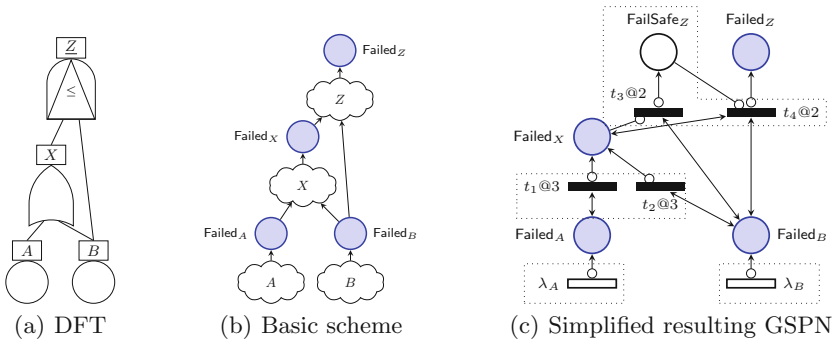 Z
≤
X
A
B
(a) DFT
Failed_Z
Z
Failed_X
X
Failed_A
Failed_B
A
B
(b) Basic scheme
FailSafe_Z
Failed_Z
t_3@2
t_4@2
Failed_X
t_1@3
t_2@3
Failed_A
Failed_B
λ_A
λ_B
(c) Simplified resulting GSPN